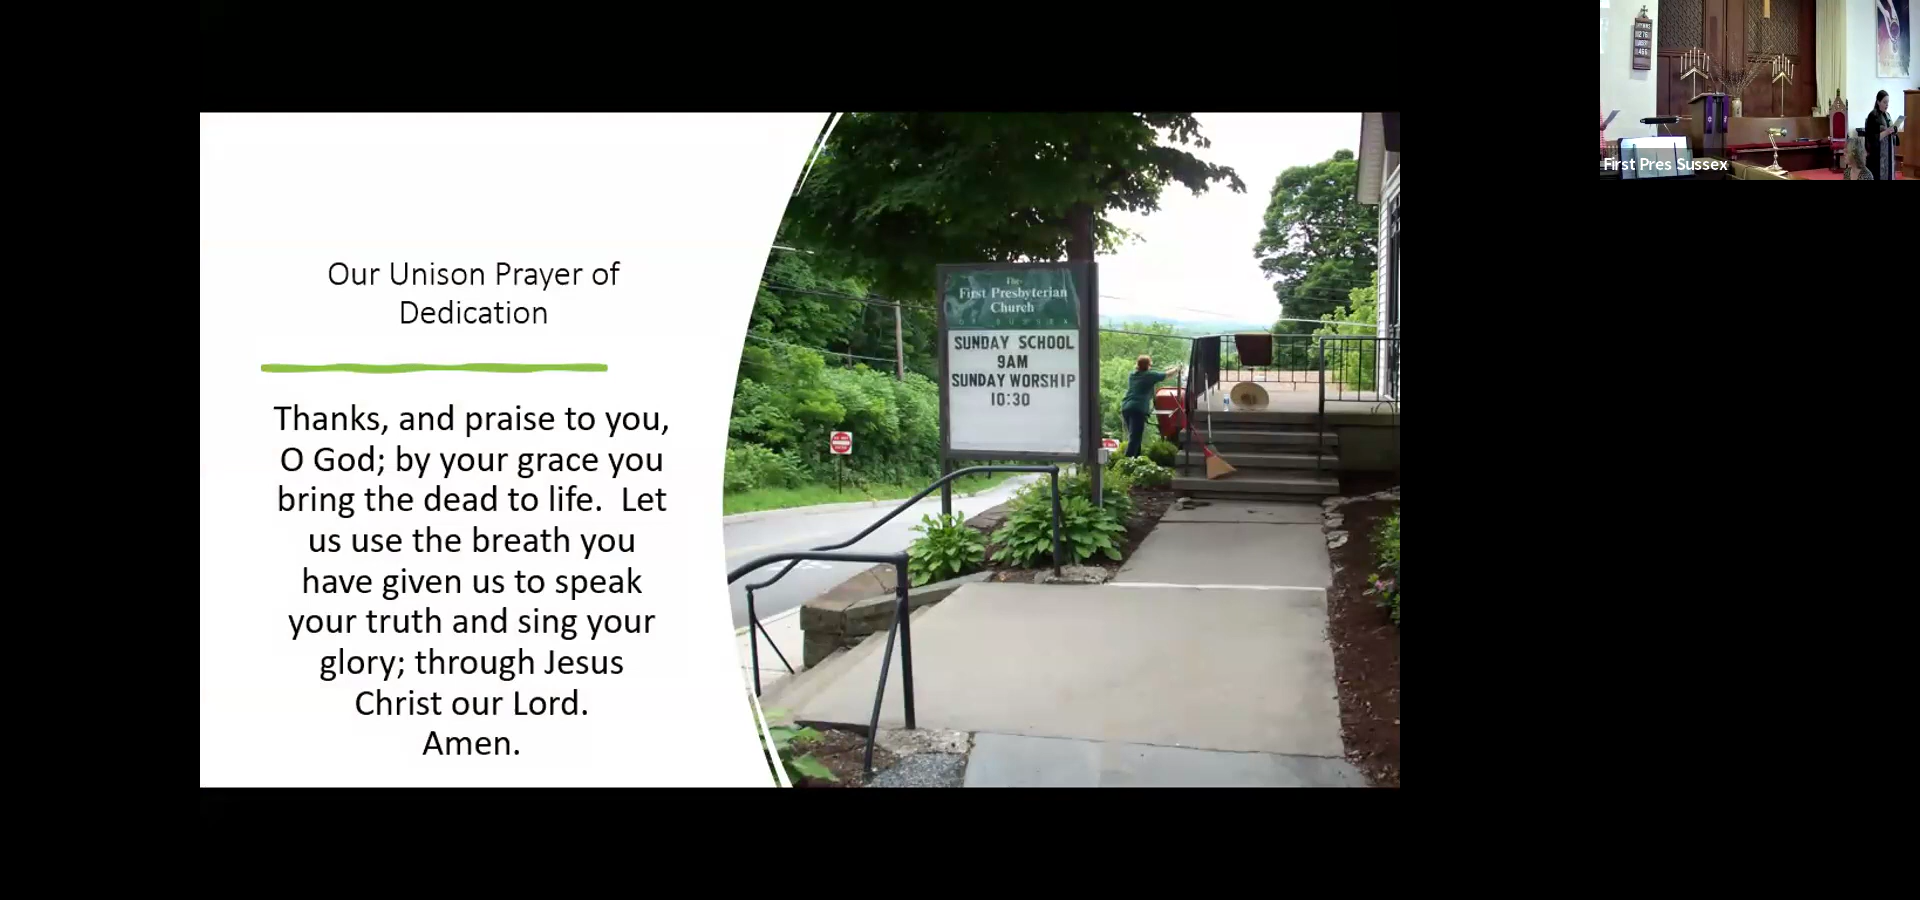 Our Unison Prayer of
Dedication
Thanks, and praise to you,
O God; by your grace you
bring the dead to life.  Let
us use the breath you
have given us to speak
your truth and sing your
glory; through Jesus
Christ our Lord.
Amen.
The
First Presbyterian
Church
OF SUSSEX
SUNDAY SCHOOL
9AM
SUNDAY WORSHIP
10:30
HYMNS
First Pres Sussex